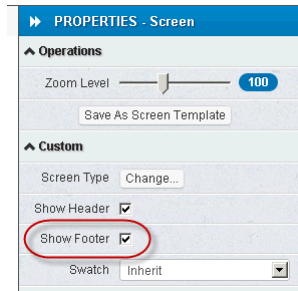 PROPERTIES - Screen
Operations
Zoom Level 100
Save As Screen Template
Custom
Screen Type Change...
Show Header
Show Footer
Swatch Inherit